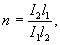 n = I₂l₁ / I₁l₂,